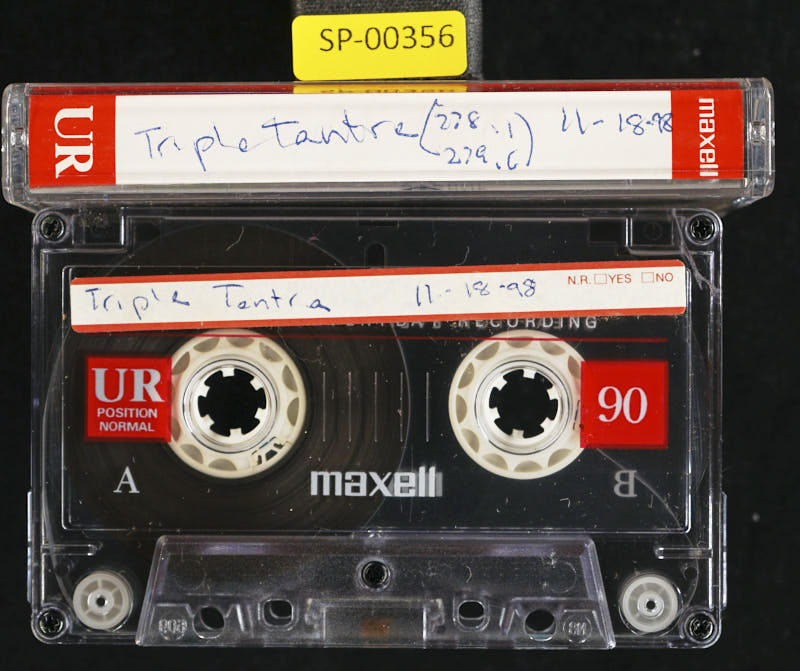 SP-00356
UR
Triple Tantra (278.1 11-18-98
279.6)
maxell
Triple Tantra 11-18-98
N.R. ☐YES ☐NO
RECORDING
UR
POSITION
NORMAL
90
A
maxell
B